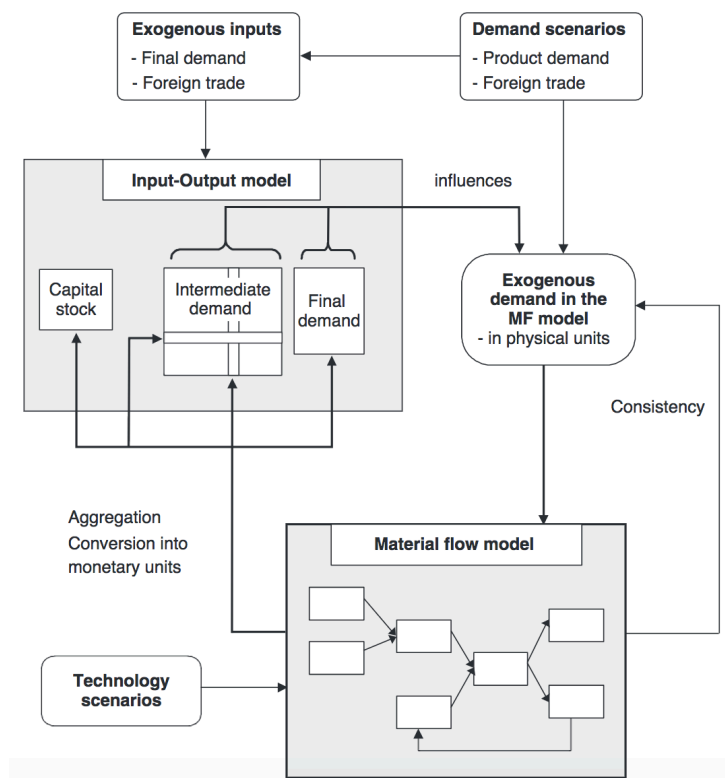 Exogenous inputs
- Final demand
- Foreign trade
Demand scenarios
- Product demand
- Foreign trade
Input-Output model
influences
Capital
stock
Intermediate
demand
Final
demand
Exogenous
demand in the
MF model
- in physical units
Consistency
Aggregation
Conversion into
monetary units
Material flow model
Technology
scenarios